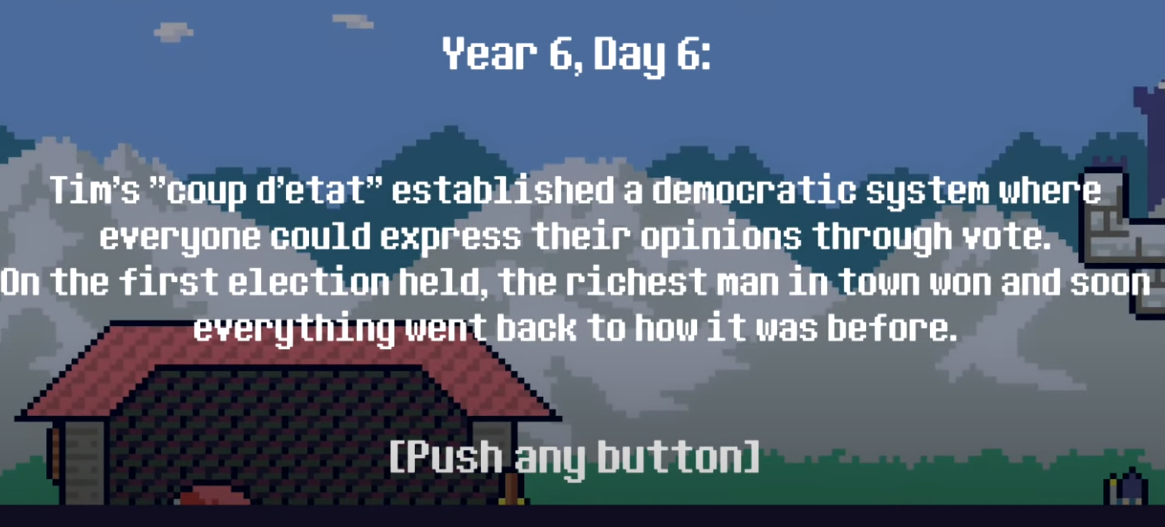 Year 6, Day 6:
Tim's "coup d'etat" established a democratic system where
everyone could express their opinions through vote.
On the first election held, the richest man in town won and soon
everything went back to how it was before.
[Push any button]